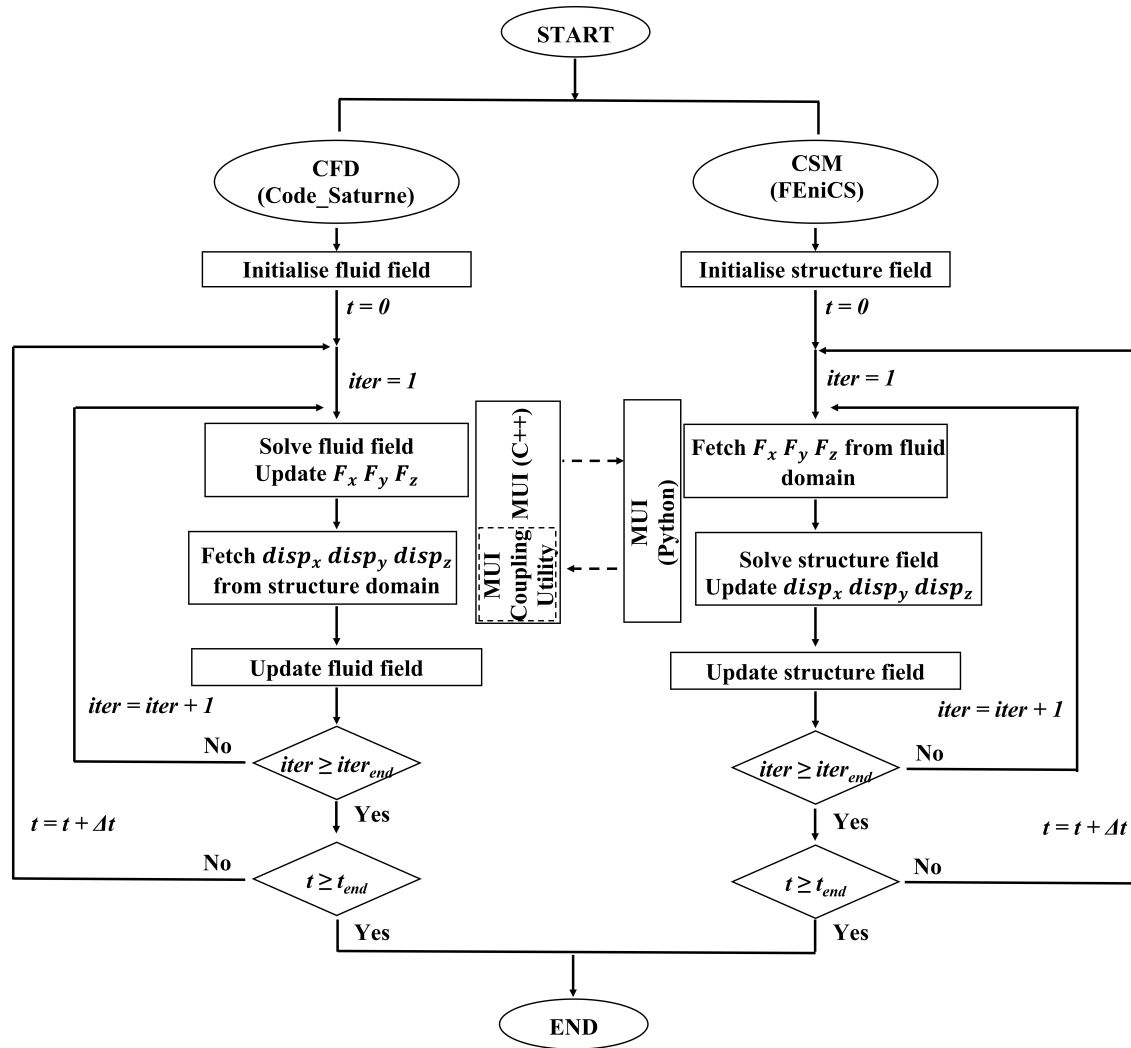 START
CFD
(Code_Saturne)
CSM
(FEniCS)
Initialise fluid field
Initialise structure field
t = 0
t = 0
iter = 1
iter = 1
Solve fluid field
Update F_x F_y F_z
Fetch disp_x disp_y disp_z
from structure domain
Update fluid field
MUI (C++)
MUI
Coupling
Utility
MUI
(Python)
Fetch F_x F_y F_z from fluid
domain
Solve structure field
Update disp_x disp_y disp_z
Update structure field
iter = iter + 1
iter = iter + 1
No
iter ≥ iter_end
iter ≥ iter_end
No
Yes
Yes
t = t + Δt
t = t + Δt
No
t ≥ t_end
t ≥ t_end
No
Yes
Yes
END